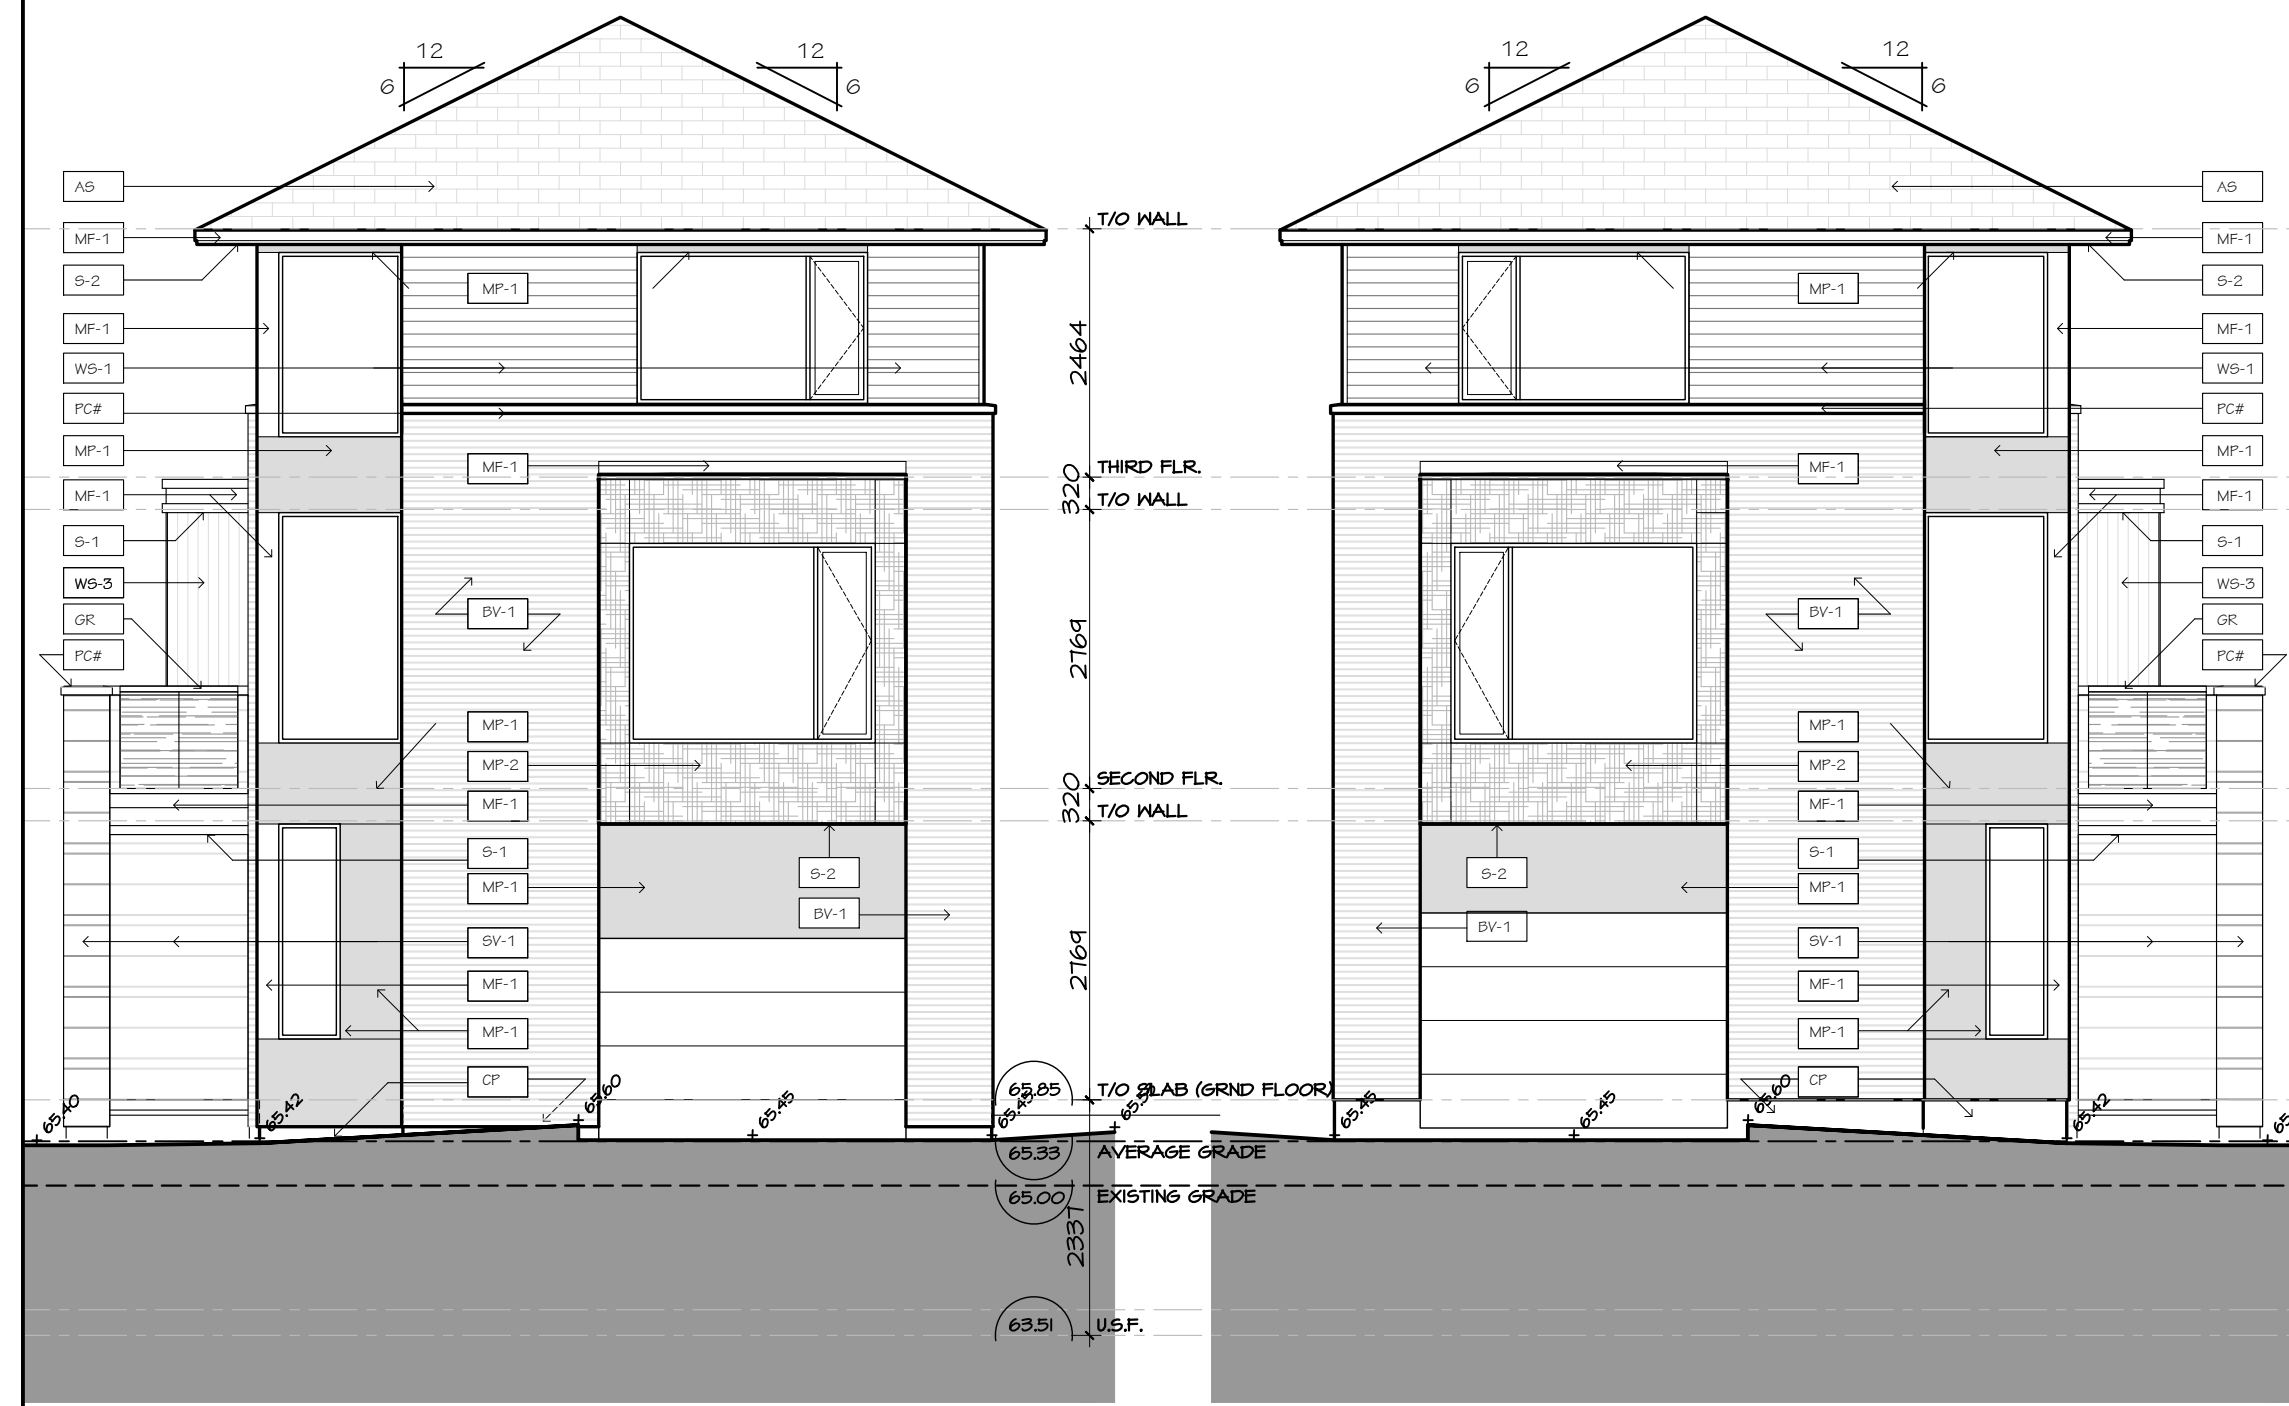 12
12
6
6
12
12
6
6
AS
MF-1
S-2
MF-1
WS-1
PC#
MP-1
MF-1
S-1
WS-3
GR
PC#
MP-1
MF-1
BV-1
MP-1
MP-2
MF-1
S-1
MP-1
SV-1
MF-1
MP-1
CP
S-2
BV-1
T/O WALL
2464
THIRD FLR.
320
T/O WALL
2769
SECOND FLR.
320
T/O WALL
2769
65.85 T/O SLAB (GRND FLOOR)
65.33 AVERAGE GRADE
65.00 EXISTING GRADE
2337
63.51 U.S.F.
65.40
65.42
65.60
65.45
65.45
65.45
65.45
65.60
65.42
MP-1
MF-1
BV-1
MP-1
MP-2
MF-1
S-1
MP-1
SV-1
MF-1
MP-1
CP
S-2
BV-1
AS
MF-1
S-2
MF-1
WS-1
PC#
MP-1
MF-1
S-1
WS-3
GR
PC#